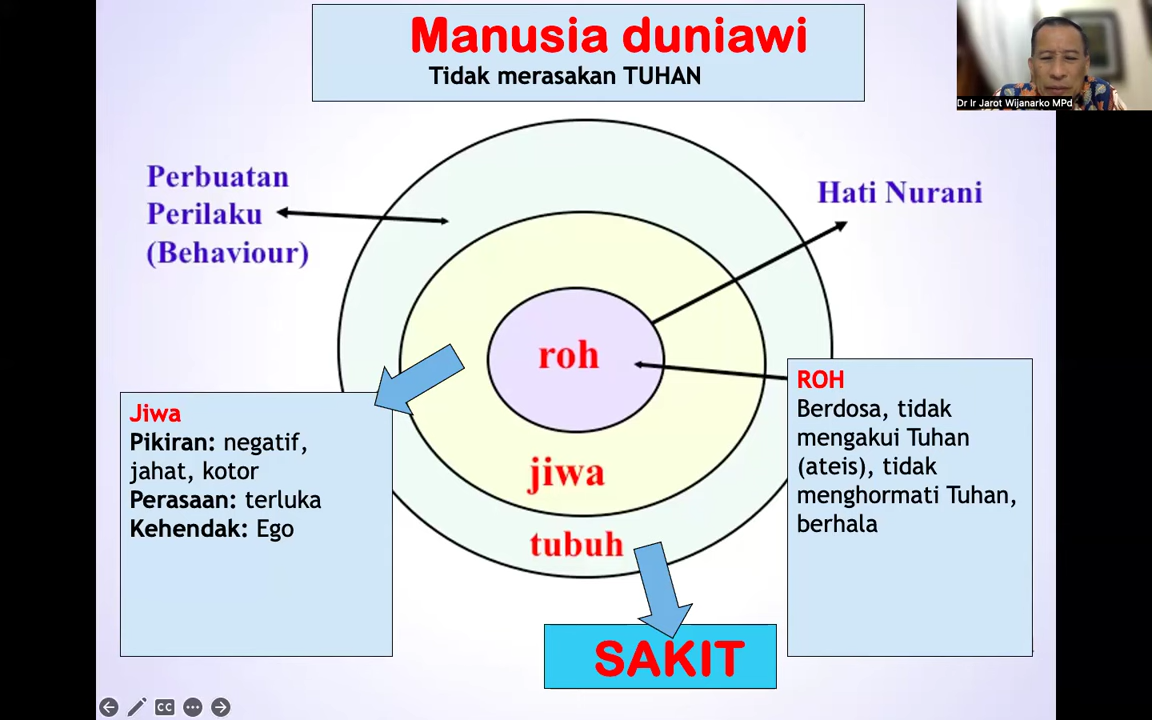 Manusia duniawi
Tidak merasakan TUHAN
Dr Ir Jarot Wijanarko MPd
Perbuatan
Perilaku
(Behaviour)
Hati Nurani
roh
jiwa
tubuh
Jiwa
Pikiran: negatif,
jahat, kotor
Perasaan: terluka
Kehendak: Ego
ROH
Berdosa, tidak
mengakui Tuhan
(ateis), tidak
menghormati Tuhan,
berhala
SAKIT
CC